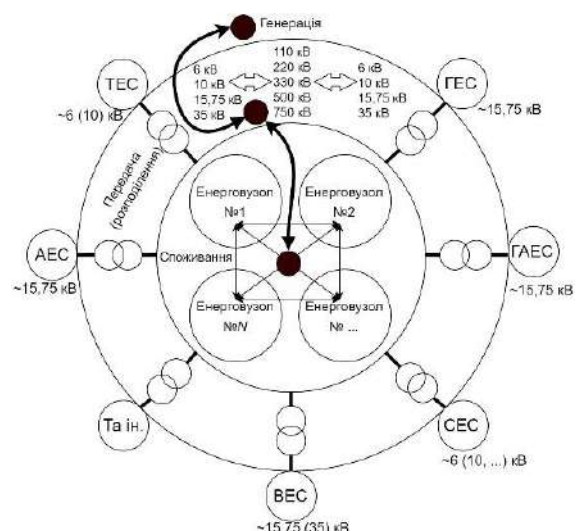 Генерація
110 кВ
6 кВ 220 кВ 6 кВ
10 кВ 330 кВ 10 кВ
15,75 кВ 500 кВ 15,75 кВ
35 кВ 750 кВ 35 кВ
ТЕС
~6 (10) кВ
ГЕС
~15,75 кВ
Передача
(розподілення)
Енерговузол
№1
Енерговузол
№2
АЕС
~15,75 кВ
Споживання
ГАЕС
~15,75 кВ
Енерговузол
№N
Енерговузол
№ ...
Та ін.
СЕС
~6 (10, ...) кВ
ВЕС
~15,75 (35) кВ